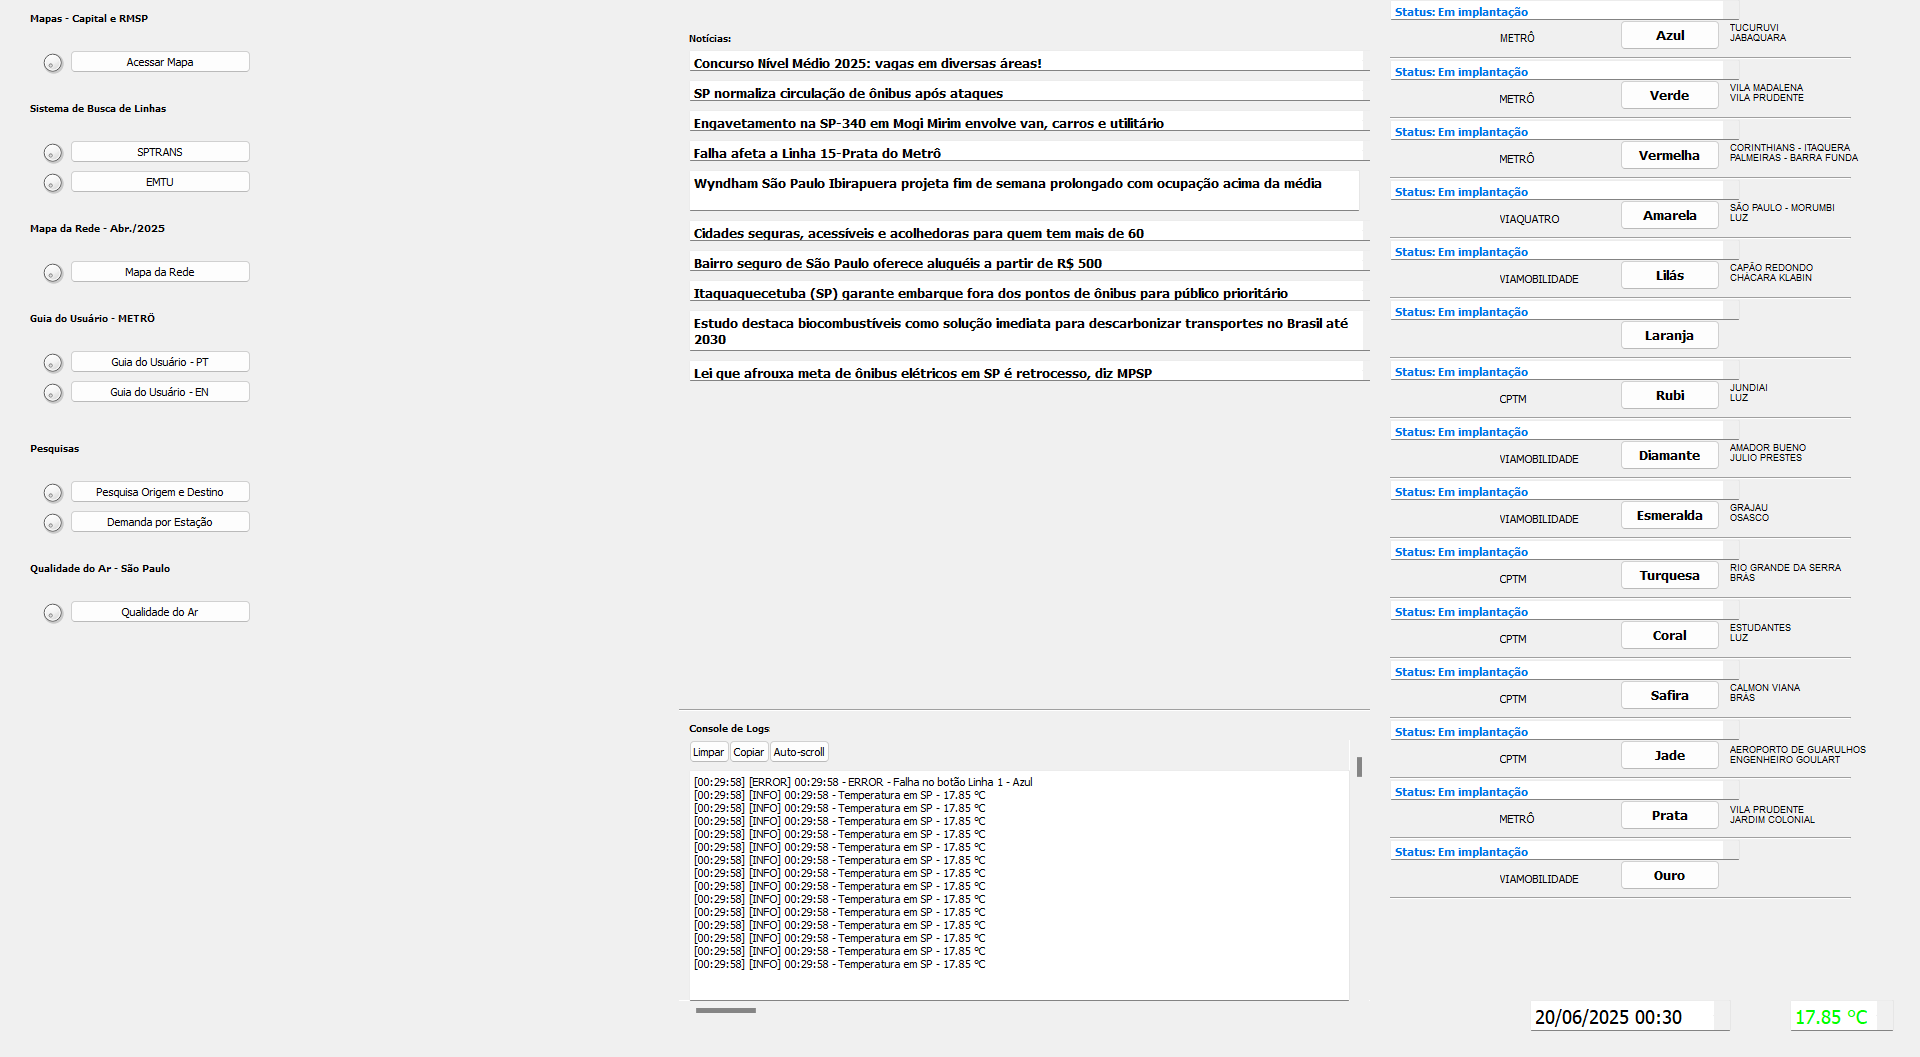 Mapas - Capital e RMSP
Acessar Mapa
Sistema de Busca de Linhas
SPTRANS
EMTU
Mapa da Rede - Abr./2025
Mapa da Rede
Guia do Usuário - METRÔ
Guia do Usuário - PT
Guia do Usuário - EN
Pesquisas
Pesquisa Origem e Destino
Demanda por Estação
Qualidade do Ar - São Paulo
Qualidade do Ar
Notícias:
Concurso Nível Médio 2025: vagas em diversas áreas!
SP normaliza circulação de ônibus após ataques
Engavetamento na SP-340 em Mogi Mirim envolve van, carros e utilitário
Falha afeta a Linha 15-Prata do Metrô
Wyndham São Paulo Ibirapuera projeta fim de semana prolongado com ocupação acima da média
Cidades seguras, acessíveis e acolhedoras para quem tem mais de 60
Bairro seguro de São Paulo oferece aluguéis a partir de R$ 500
Itaquaquecetuba (SP) garante embarque fora dos pontos de ônibus para público prioritário
Estudo destaca biocombustíveis como solução imediata para descarbonizar transportes no Brasil até
2030
Lei que afrouxa meta de ônibus elétricos em SP é retrocesso, diz MPSP
Console de Logs
Limpar Copiar Auto-scroll
[00:29:58] [ERROR] 00:29:58 - ERROR - Falha no botão Linha 1 - Azul
[00:29:58] [INFO] 00:29:58 - Temperatura em SP - 17.85 ºC
[00:29:58] [INFO] 00:29:58 - Temperatura em SP - 17.85 ºC
[00:29:58] [INFO] 00:29:58 - Temperatura em SP - 17.85 ºC
[00:29:58] [INFO] 00:29:58 - Temperatura em SP - 17.85 ºC
[00:29:58] [INFO] 00:29:58 - Temperatura em SP - 17.85 ºC
[00:29:58] [INFO] 00:29:58 - Temperatura em SP - 17.85 ºC
[00:29:58] [INFO] 00:29:58 - Temperatura em SP - 17.85 ºC
[00:29:58] [INFO] 00:29:58 - Temperatura em SP - 17.85 ºC
[00:29:58] [INFO] 00:29:58 - Temperatura em SP - 17.85 ºC
[00:29:58] [INFO] 00:29:58 - Temperatura em SP - 17.85 ºC
[00:29:58] [INFO] 00:29:58 - Temperatura em SP - 17.85 ºC
[00:29:58] [INFO] 00:29:58 - Temperatura em SP - 17.85 ºC
[00:29:58] [INFO] 00:29:58 - Temperatura em SP - 17.85 ºC
[00:29:58] [INFO] 00:29:58 - Temperatura em SP - 17.85 ºC
Status: Em implantação
METRÔ Azul
TUCURUVI
JABAQUARA
Status: Em implantação
METRÔ Verde
VILA MADALENA
VILA PRUDENTE
Status: Em implantação
METRÔ Vermelha
CORINTHIANS - ITAQUERA
PALMEIRAS - BARRA FUNDA
Status: Em implantação
VIAQUATRO Amarela
SÃO PAULO - MORUMBI
LUZ
Status: Em implantação
VIAMOBILIDADE Lilás
CAPÃO REDONDO
CHÁCARA KLABIN
Status: Em implantação
Laranja
Status: Em implantação
CPTM Rubi
JUNDIAI
LUZ
Status: Em implantação
VIAMOBILIDADE Diamante
AMADOR BUENO
JULIO PRESTES
Status: Em implantação
VIAMOBILIDADE Esmeralda
GRAJAU
OSASCO
Status: Em implantação
CPTM Turquesa
RIO GRANDE DA SERRA
BRÁS
Status: Em implantação
CPTM Coral
ESTUDANTES
LUZ
Status: Em implantação
CPTM Safira
CALMON VIANA
BRÁS
Status: Em implantação
CPTM Jade
AEROPORTO DE GUARULHOS
ENGENHEIRO GOULART
Status: Em implantação
METRÔ Prata
VILA PRUDENTE
JARDIM COLONIAL
Status: Em implantação
VIAMOBILIDADE Ouro
20/06/2025 00:30
17.85 °C